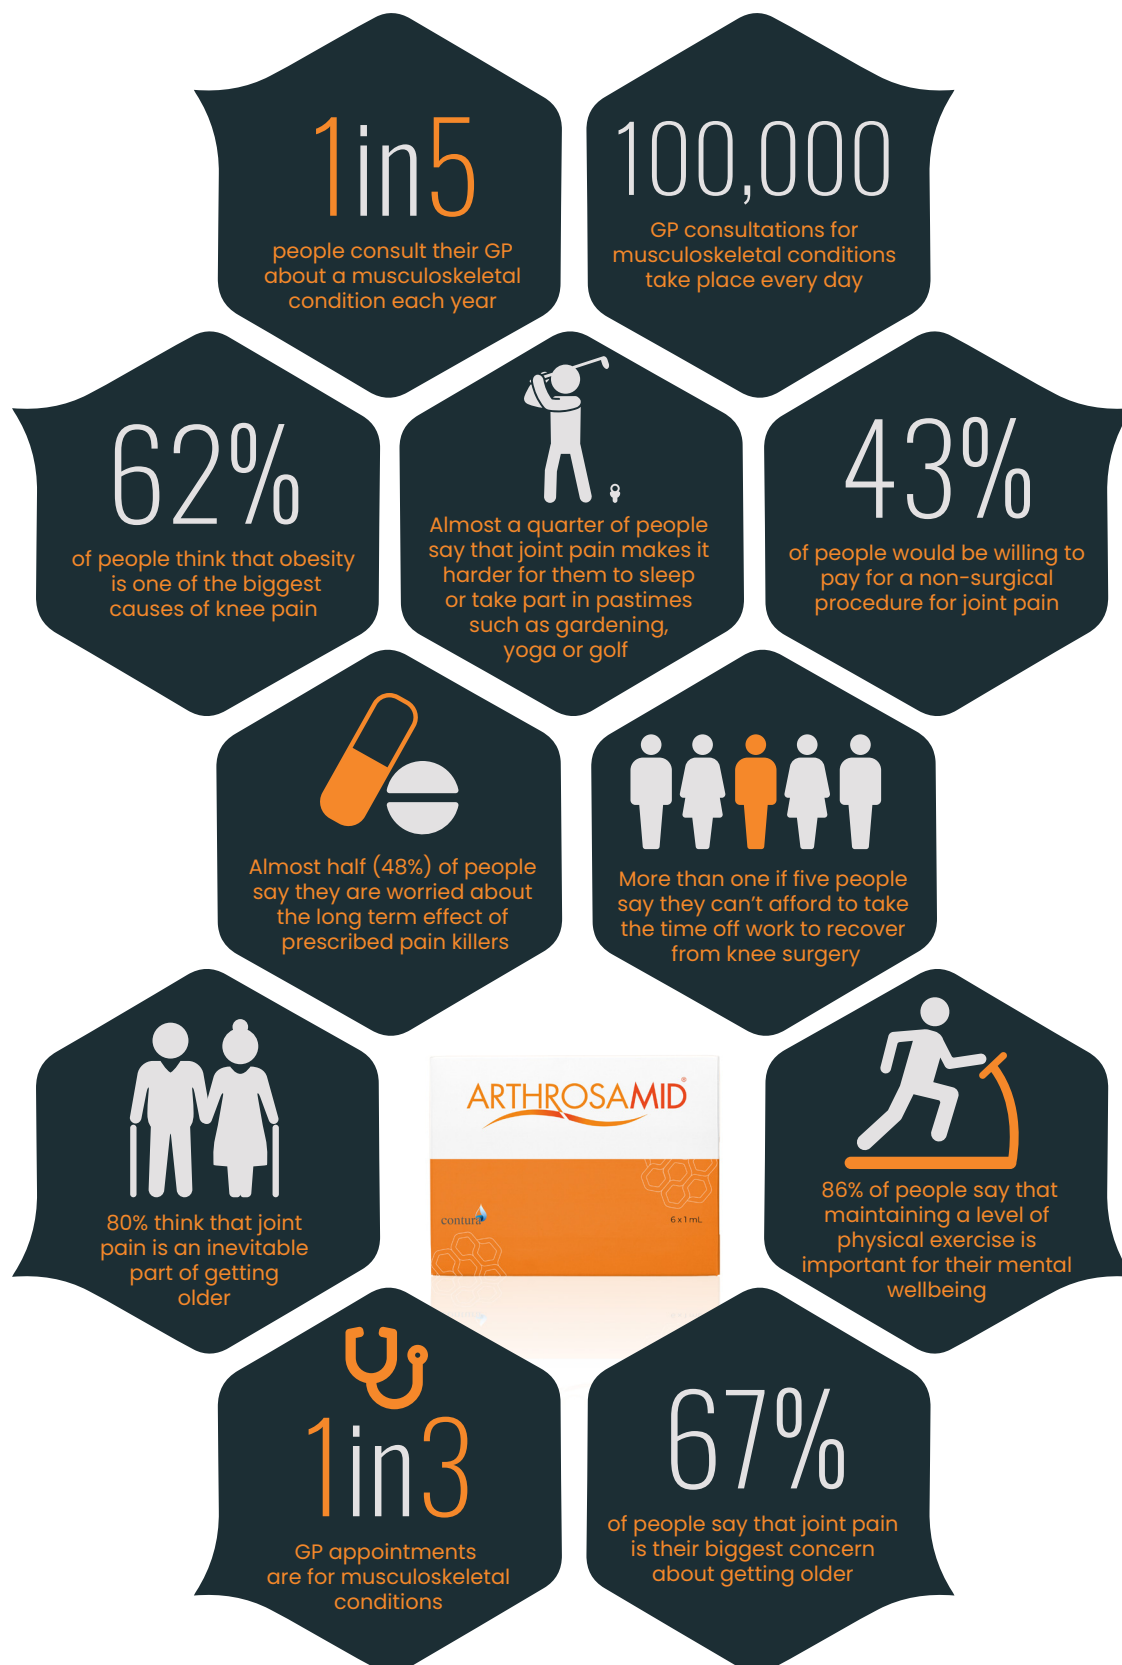 1in5
people consult their GP
about a musculoskeletal
condition each year
100,000
GP consultations for
musculoskeletal conditions
take place every day
62%
of people think that obesity
is one of the biggest
causes of knee pain
Almost a quarter of people
say that joint pain makes it
harder for them to sleep
or take part in pastimes
such as gardening,
yoga or golf
43%
of people would be willing to
pay for a non-surgical
procedure for joint pain
Almost half (48%) of people
say they are worried about
the long term effect of
prescribed pain killers
More than one if five people
say they can't afford to take
the time off work to recover
from knee surgery
80% think that joint
pain is an inevitable
part of getting
older
ARTHROSAMID®
contura
6 x 1 mL
86% of people say that
maintaining a level of
physical exercise is
important for their mental
wellbeing
1in3
GP appointments
are for musculoskeletal
conditions
67%
of people say that joint pain
is their biggest concern
about getting older